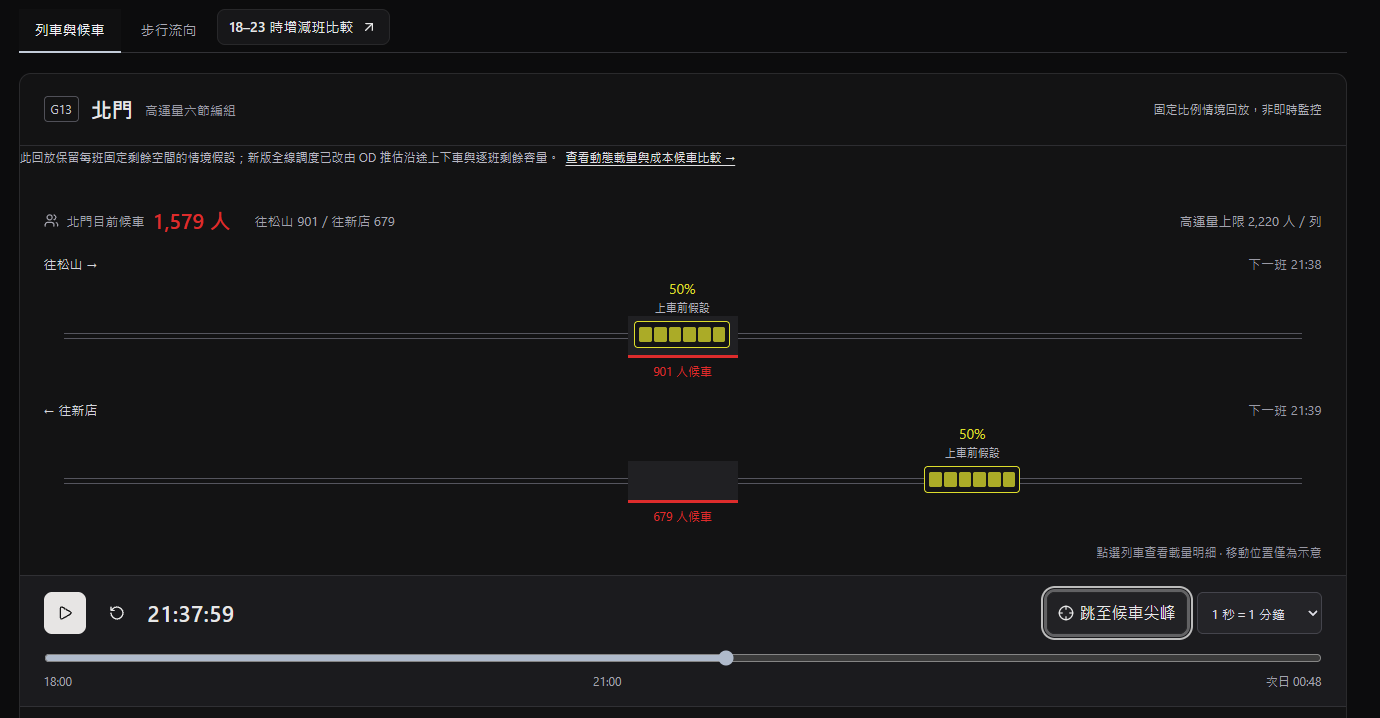 列車與候車 步行流向 18–23 時增減班比較 ↗
G13 北門 高運量六節編組 固定比例情境回放，非即時監控
此回放保留每班固定剩餘空間的情境假設；新版全線調度已改由 OD 推估沿途上下車與逐班剩餘容量。 查看動態載量與成本候車比較 →
北門目前候車 1,579 人 往松山 901 / 往新店 679 高運量上限 2,220 人 / 列
往松山 → 下一班 21:38
50%
上車前假設
901 人候車
← 往新店 下一班 21:39
50%
上車前假設
679 人候車
點選列車查看載量明細 · 移動位置僅為示意
21:37:59 跳至候車尖峰 1 秒 = 1 分鐘
18:00 21:00 次日 00:48